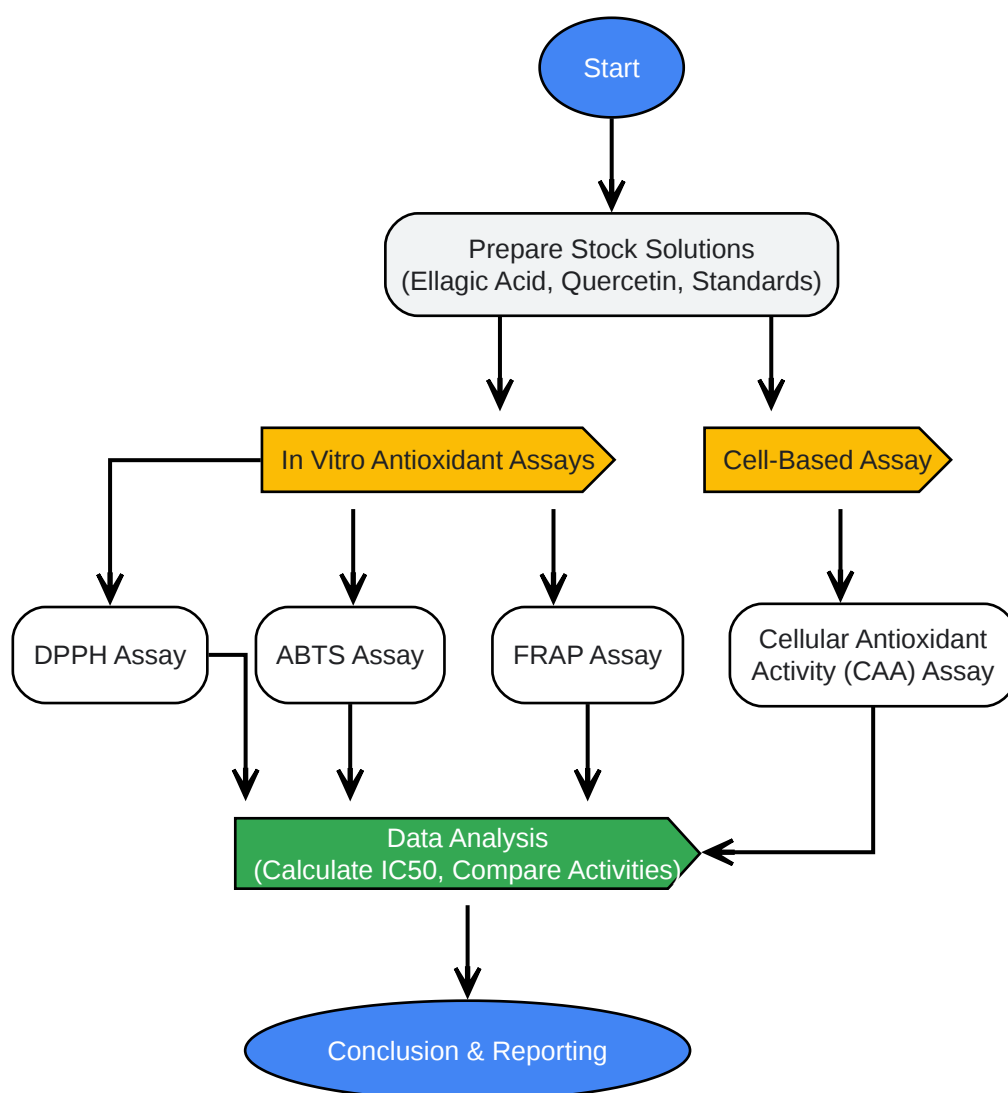 Start
Prepare Stock Solutions
(Ellagic Acid, Quercetin, Standards)
In Vitro Antioxidant Assays
Cell-Based Assay
DPPH Assay
ABTS Assay
FRAP Assay
Cellular Antioxidant
Activity (CAA) Assay
Data Analysis
(Calculate IC50, Compare Activities)
Conclusion & Reporting